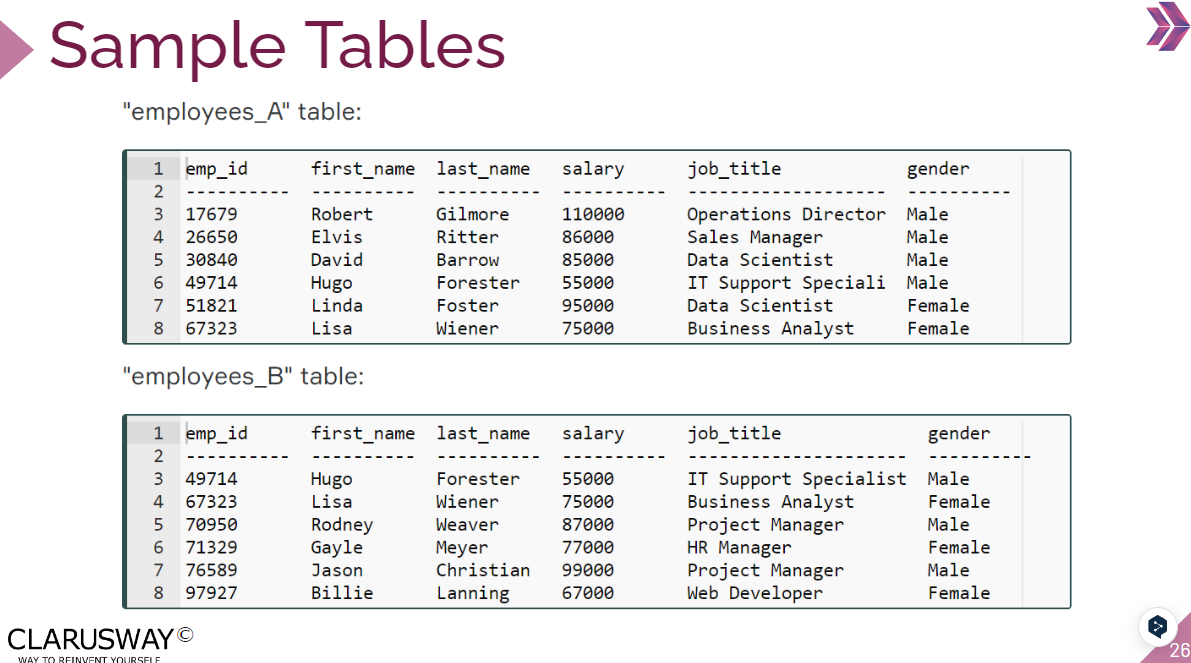 Sample Tables
"employees_A" table:
1 emp_id first_name last_name salary job_title gender
2 ---------- ---------- ---------- ---------- ------------------- ----------
3 17679 Robert Gilmore 110000 Operations Director Male
4 26650 Elvis Ritter 86000 Sales Manager Male
5 30840 David Barrow 85000 Data Scientist Male
6 49714 Hugo Forester 55000 IT Support Speciali Male
7 51821 Linda Foster 95000 Data Scientist Female
8 67323 Lisa Wiener 75000 Business Analyst Female
"employees_B" table:
1 emp_id first_name last_name salary job_title gender
2 ---------- ---------- ---------- ---------- --------------------- ----------
3 49714 Hugo Forester 55000 IT Support Specialist Male
4 67323 Lisa Wiener 75000 Business Analyst Female
5 70950 Rodney Weaver 87000 Project Manager Male
6 71329 Gayle Meyer 77000 HR Manager Female
7 76589 Jason Christian 99000 Project Manager Male
8 97927 Billie Lanning 67000 Web Developer Female
CLARUSWAY©
WAY TO REINVENT YOURSELF
26